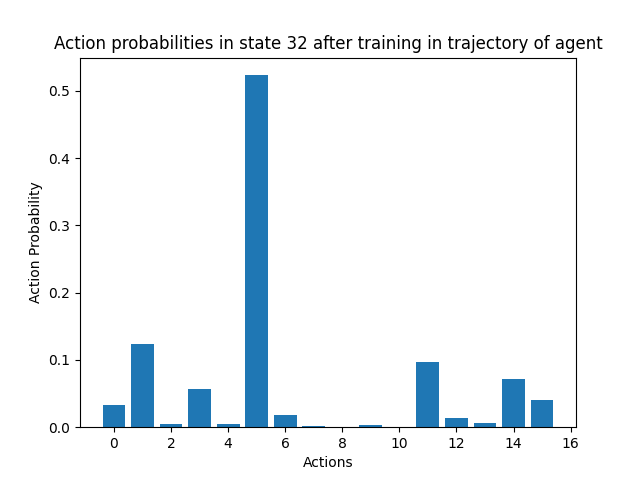 Action probabilities in state 32 after training in trajectory of agent
Action Probability
0.5
0.4
0.3
0.2
0.1
0.0
0 2 4 6 8 10 12 14 16
Actions